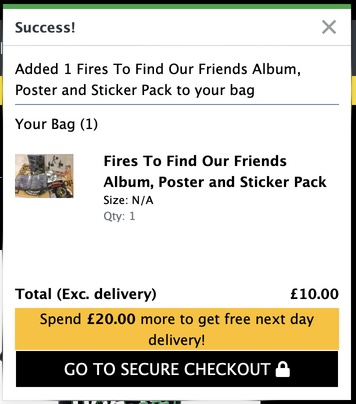 Success!
Added 1 Fires To Find Our Friends Album,
Poster and Sticker Pack to your bag
Your Bag (1)
Fires To Find Our Friends
Album, Poster and Sticker Pack
Size: N/A
Qty: 1
Total (Exc. delivery) £10.00
Spend £20.00 more to get free next day
delivery!
GO TO SECURE CHECKOUT